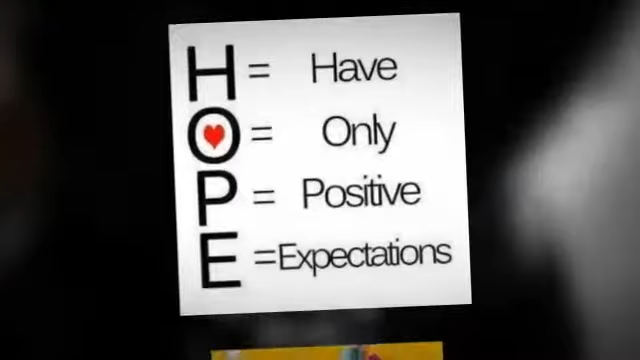 H = Have
O = Only
P = Positive
E =Expectations